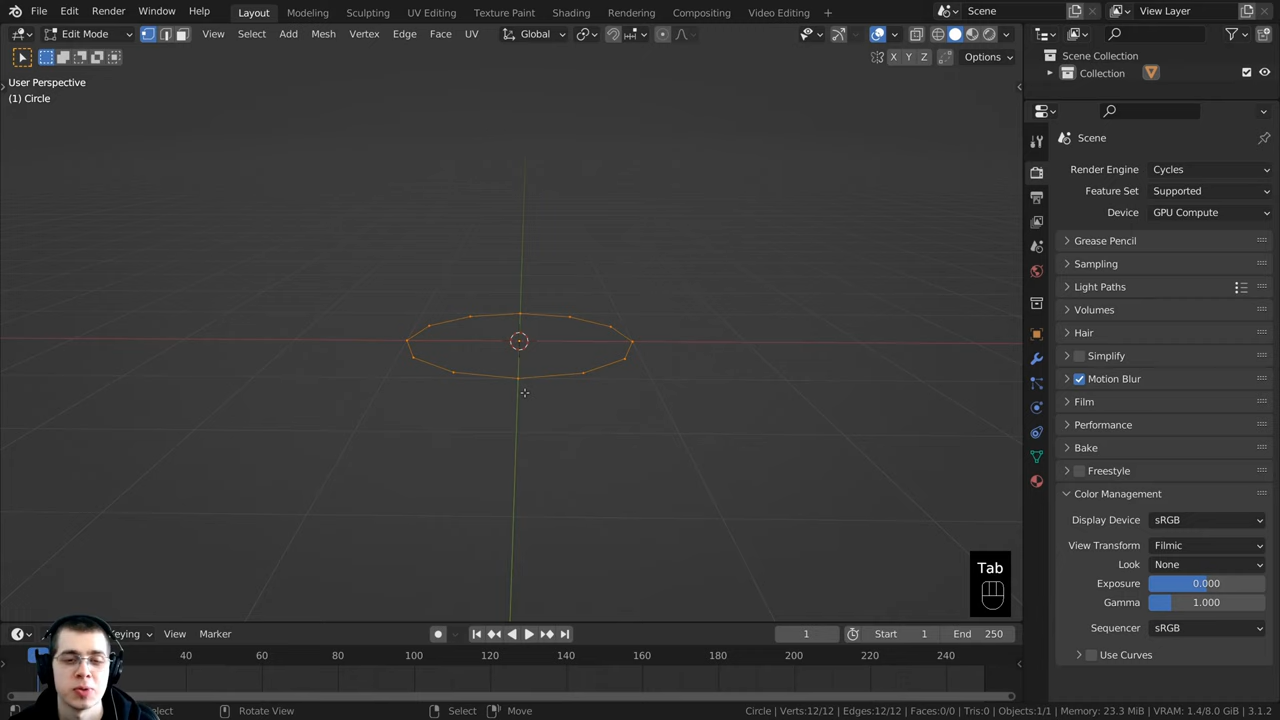 File Edit Render Window Help Layout Modeling Sculpting UV Editing Texture Paint Shading Rendering Compositing Video Editing + Scene View Layer
Edit Mode View Select Add Mesh Vertex Edge Face UV Global
X Y Z Options
User Perspective
(1) Circle
Scene Collection
Collection
Scene
Render Engine Cycles
Feature Set Supported
Device GPU Compute
Grease Pencil
Sampling
Light Paths
Volumes
Hair
Simplify
Motion Blur
Film
Performance
Bake
Freestyle
Color Management
Display Device sRGB
View Transform Filmic
Look None
Exposure 0.000
Gamma 1.000
Sequencer sRGB
Use Curves
Tab
View Marker 1 Start 1 End 250
40 60 80 100 120 140 160 180 200 220 240
Rotate View Select Move Circle | Verts:12/12 | Edges:12/12 | Faces:0/0 | Tris:0 | Objects:1/1 | Memory: 23.3 MiB | VRAM: 1.4/8.0 GiB | 3.1.2